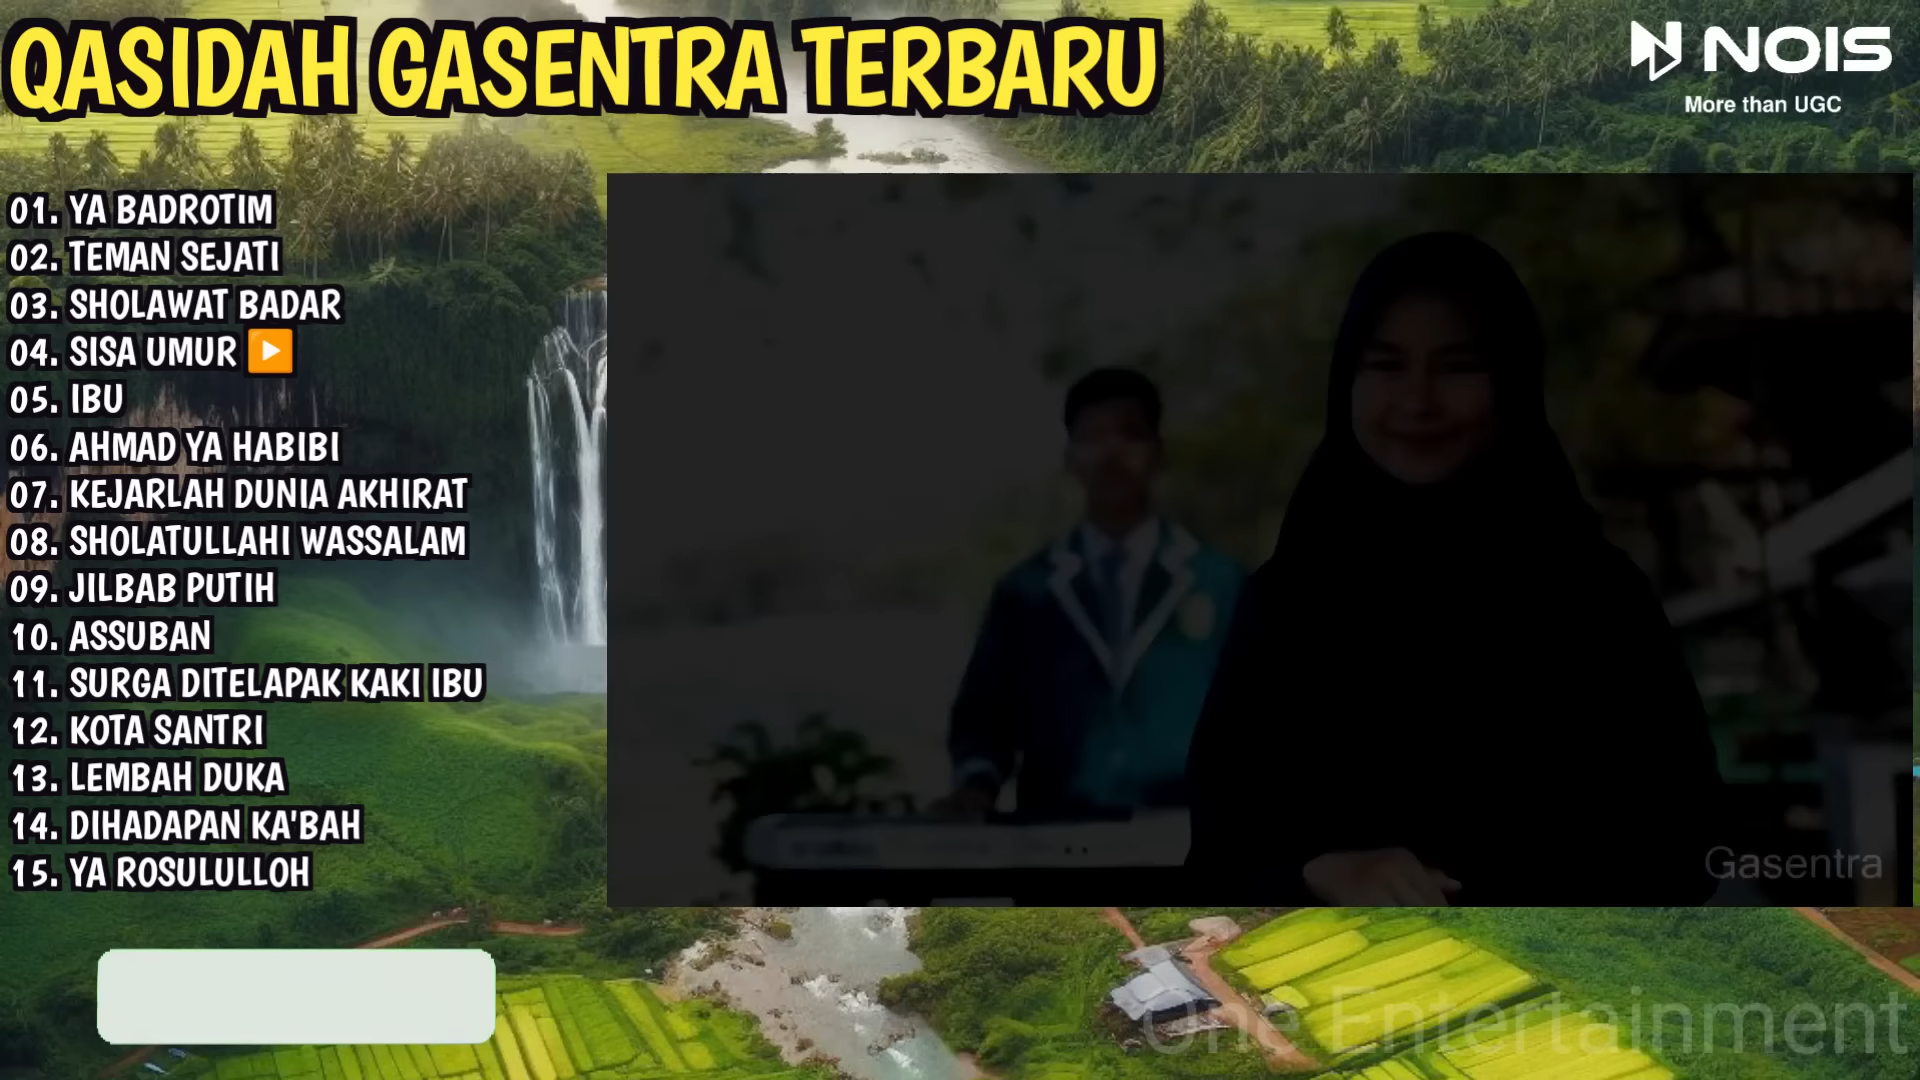 QASIDAH GASENTRA TERBARU
NOIS
More than UGC
01. YA BADROTIM
02. TEMAN SEJATI
03. SHOLAWAT BADAR
04. SISA UMUR ▶️
05. IBU
06. AHMAD YA HABIBI
07. KEJARLAH DUNIA AKHIRAT
08. SHOLATULLAHI WASSALAM
09. JILBAB PUTIH
10. ASSUBAN
11. SURGA DITELAPAK KAKI IBU
12. KOTA SANTRI
13. LEMBAH DUKA
14. DIHADAPAN KA'BAH
15. YA ROSULULLOH
Gasentra
One Entertainment